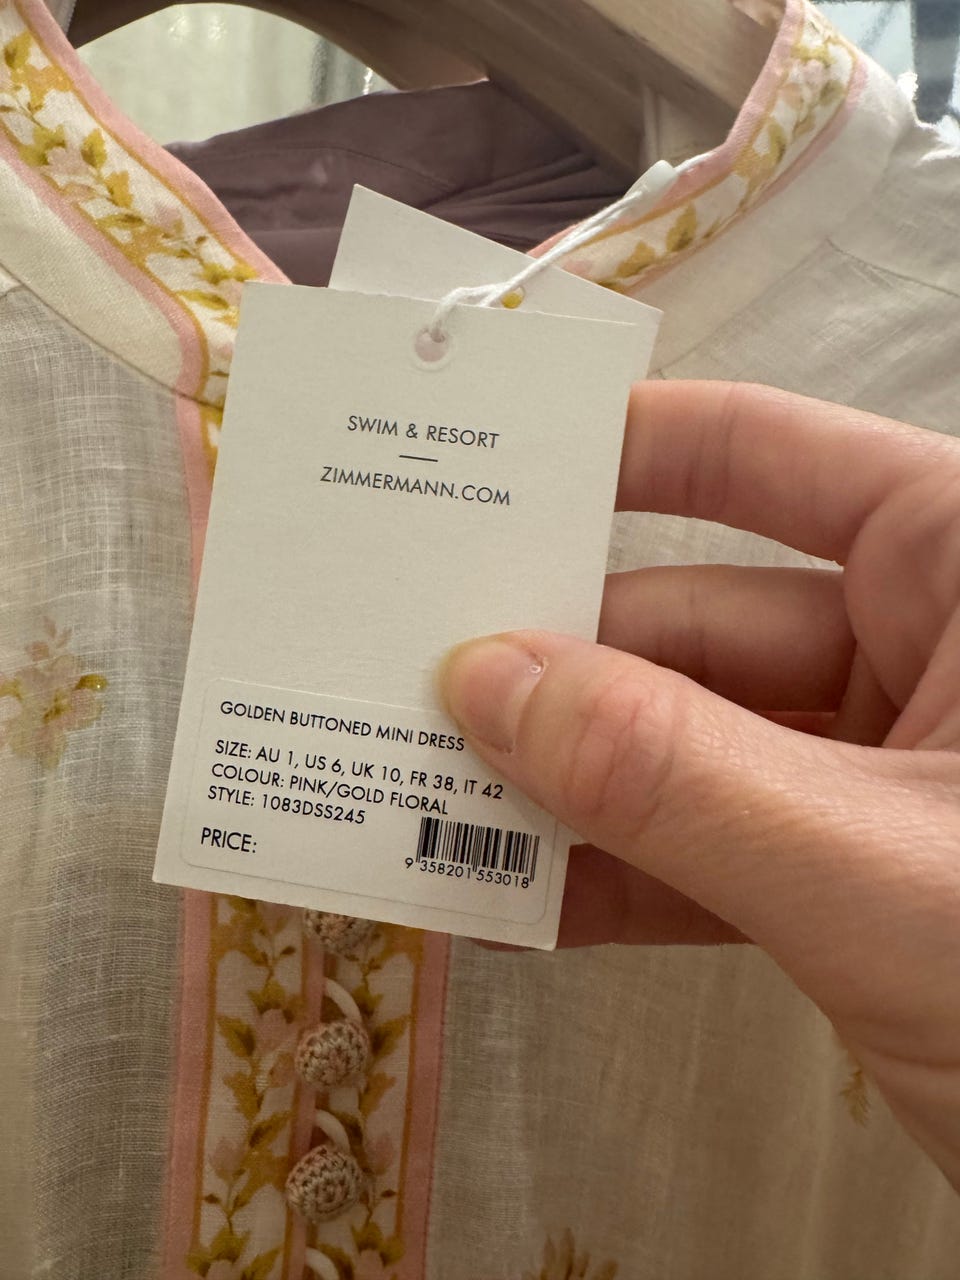 SWIM & RESORT
ZIMMERMANN.COM
GOLDEN BUTTONED MINI DRESS
SIZE: AU 1, US 6, UK 10, FR 38, IT 42
COLOUR: PINK/GOLD FLORAL
STYLE: 1083DSS245
PRICE:
9 358201 553018